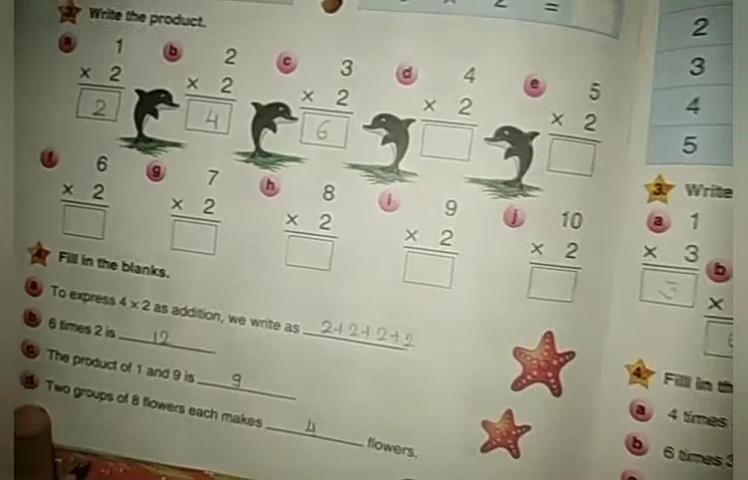 2 =
3. Write the product.
a 1 b 2 c 3 d 4 e 5
× 2 × 2 × 2 × 2 × 2
2 4 6
f 6 g 7 h 8 i 9 j 10
× 2 × 2 × 2 × 2 × 2
4. Fill in the blanks.
a To express 4 × 2 as addition, we write as 2+2+2+2
b 6 times 2 is 12
c The product of 1 and 9 is 9
d Two groups of 8 flowers each makes 4 flowers.
2
3
4
5
3. Write
a 1 b
× 3 ×
4. Fill in
a 4 times
b 6 times 3